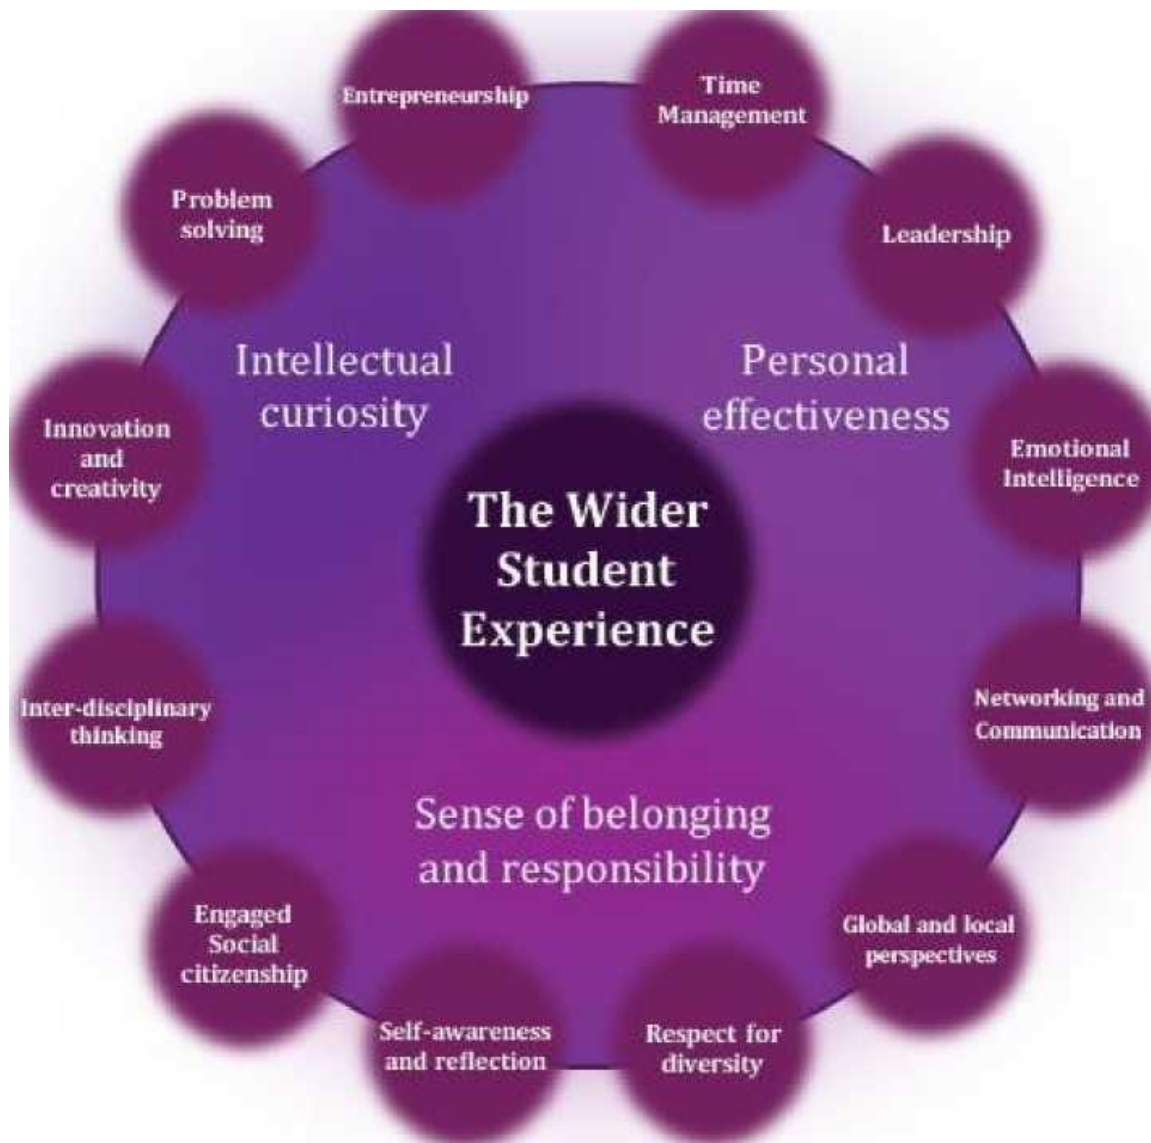 Entrepreneurship
Time
Management
Problem
solving
Leadership
Intellectual
curiosity
Personal
effectiveness
Innovation
and
creativity
Emotional
Intelligence
The Wider
Student
Experience
Inter-disciplinary
thinking
Networking and
Communication
Sense of belonging
and responsibility
Engaged
Social
citizenship
Global and local
perspectives
Self-awareness
and reflection
Respect for
diversity